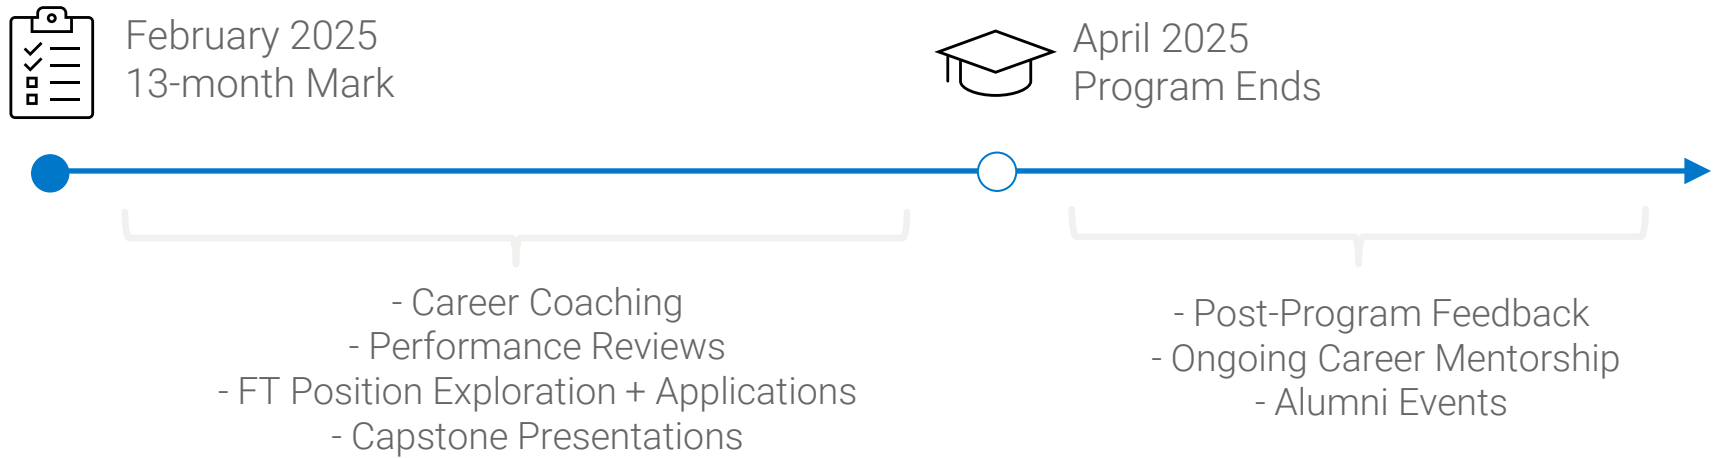 February 2025
13-month Mark
April 2025
Program Ends
- Career Coaching
- Performance Reviews
- FT Position Exploration + Applications
- Capstone Presentations
- Post-Program Feedback
- Ongoing Career Mentorship
- Alumni Events